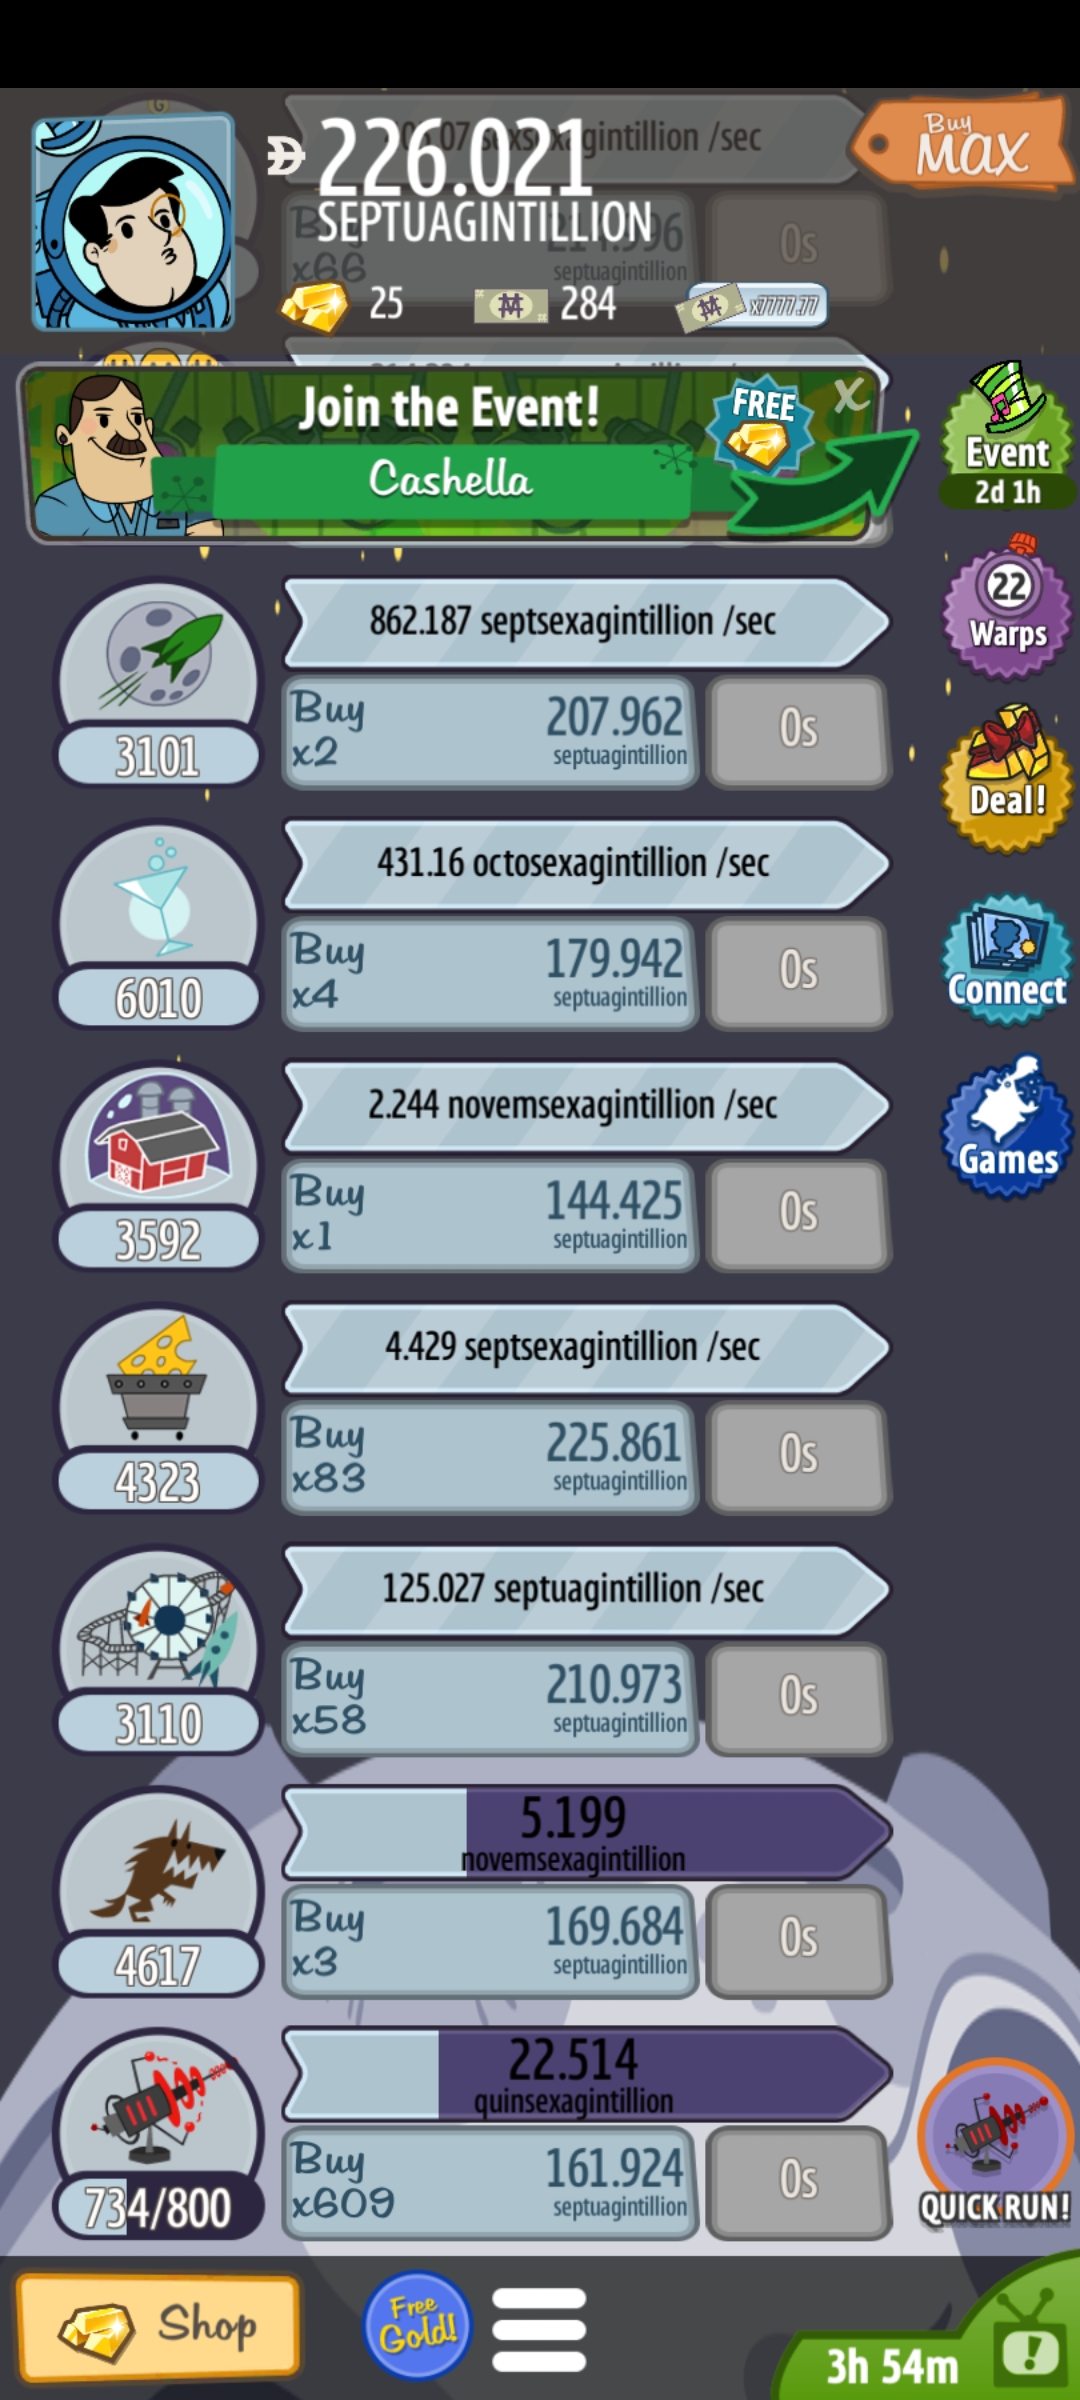 226.021
SEPTUAGINTILLION
Buy
MAX
sexsexagintillion /sec
Buy
x66
214.996
septuagintillion
0s
25
284
x7777.77
Join the Event!
FREE
X
Cashella
Event
2d 1h
862.187 septsexagintillion /sec
3101
Buy
x2
207.962
septuagintillion
0s
22
Warps
Deal!
431.16 octosexagintillion /sec
6010
Buy
x4
179.942
septuagintillion
0s
Connect
2.244 novemsexagintillion /sec
3592
Buy
x1
144.425
septuagintillion
0s
Games
4.429 septsexagintillion /sec
4323
Buy
x83
225.861
septuagintillion
0s
125.027 septuagintillion /sec
3110
Buy
x58
210.973
septuagintillion
0s
5.199
novemsexagintillion
4617
Buy
x3
169.684
septuagintillion
0s
22.514
quinsexagintillion
734/800
Buy
x609
161.924
septuagintillion
0s
QUICK RUN!
Shop
Free
Gold!
3h 54m
!